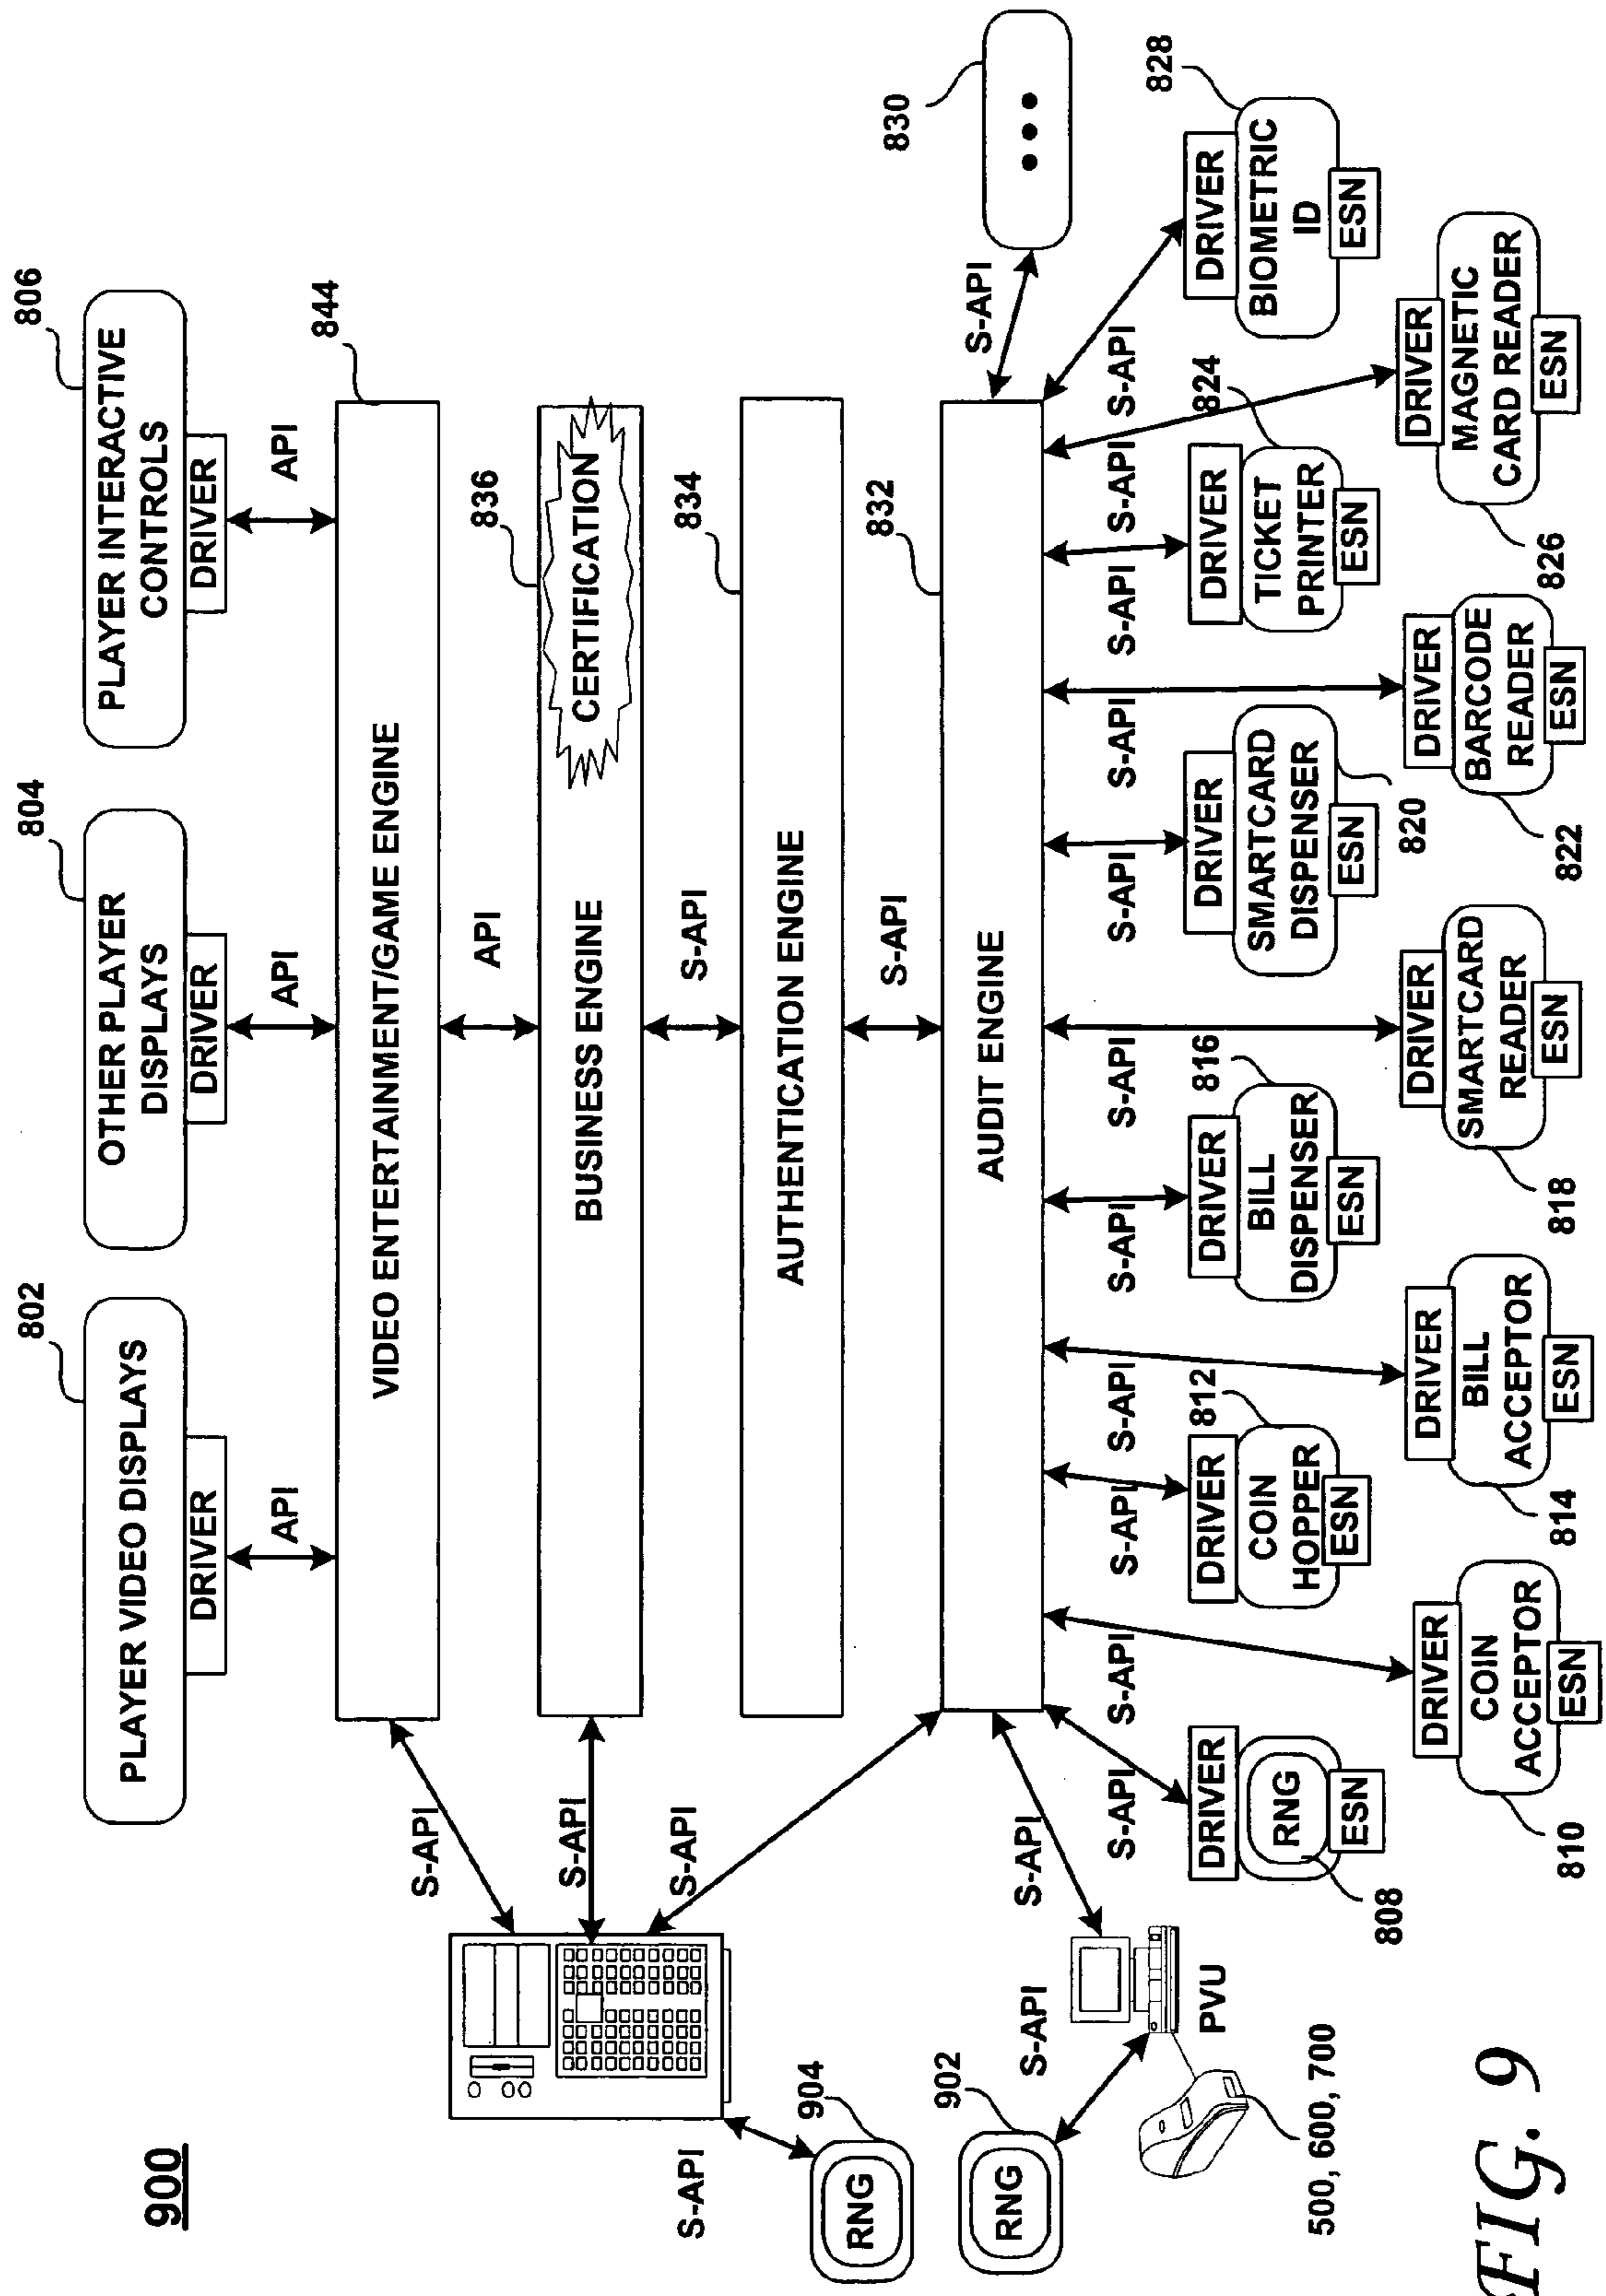 900
802
804
806
PLAYER VIDEO DISPLAYS
OTHER PLAYER
DISPLAYS
PLAYER INTERACTIVE
CONTROLS
DRIVER
DRIVER
DRIVER
API
API
API
844
VIDEO ENTERTAINMENT/GAME ENGINE
S-API
API
836
BUSINESS ENGINE
CERTIFICATION
S-API
S-API
834
S-API
AUTHENTICATION ENGINE
S-API
904
RNG
S-API
832
830
902
RNG
AUDIT ENGINE
S-API
S-API
S-API
PVU
500, 600, 700
S-API
S-API
S-API
S-API
S-API
S-API
S-API
S-API
S-API
S-API
S-API
808
DRIVER
RNG
ESN
812
DRIVER
COIN
HOPPER
ESN
816
DRIVER
BILL
DISPENSER
ESN
DRIVER
SMARTCARD
DISPENSER
ESN
820
824
DRIVER
TICKET
PRINTER
ESN
828
DRIVER
BIOMETRIC
ID
ESN
DRIVER
COIN
ACCEPTOR
ESN
810
DRIVER
BILL
ACCEPTOR
ESN
814
DRIVER
SMARTCARD
READER
ESN
818
DRIVER
BARCODE
READER
ESN
822
DRIVER
MAGNETIC
CARD READER
ESN
826
FIG. 9